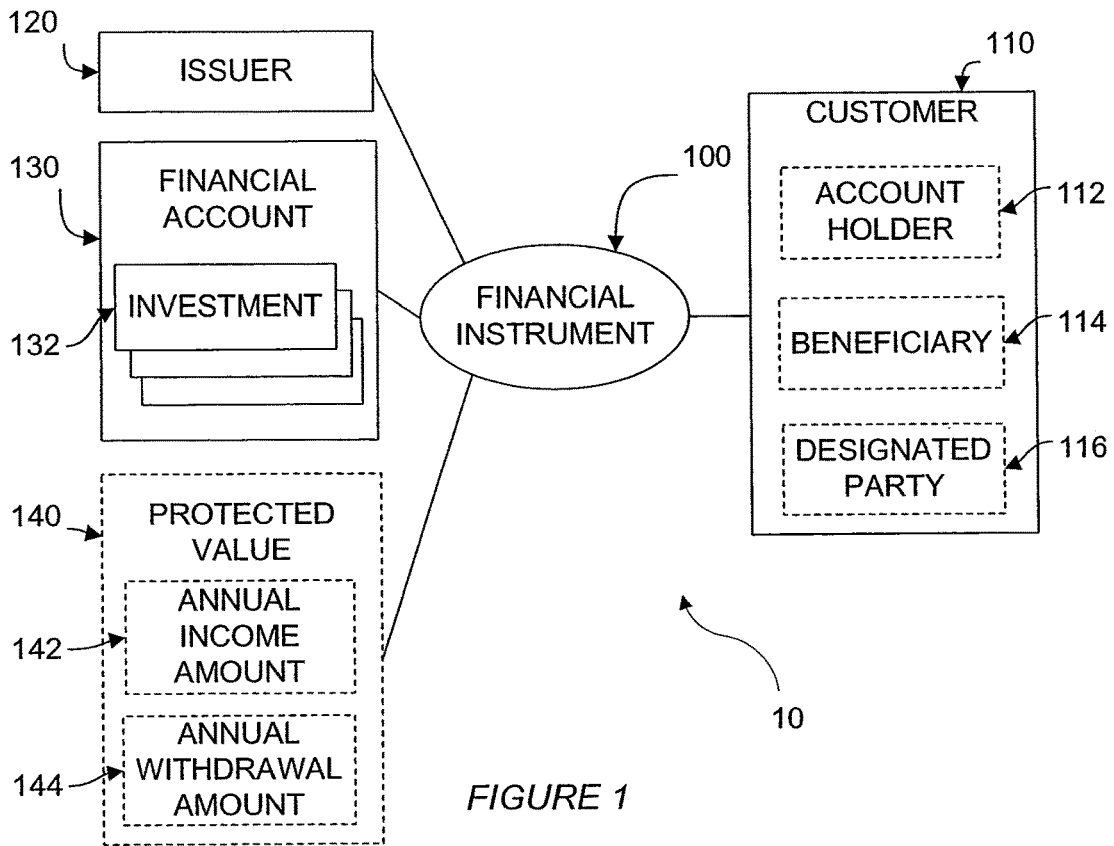 120
ISSUER
130
FINANCIAL
ACCOUNT
INVESTMENT
132
140
PROTECTED
VALUE
ANNUAL
INCOME
AMOUNT
142
ANNUAL
WITHDRAWAL
AMOUNT
144
100
FINANCIAL
INSTRUMENT
110
CUSTOMER
ACCOUNT
HOLDER
112
BENEFICIARY
114
DESIGNATED
PARTY
116
10
FIGURE 1